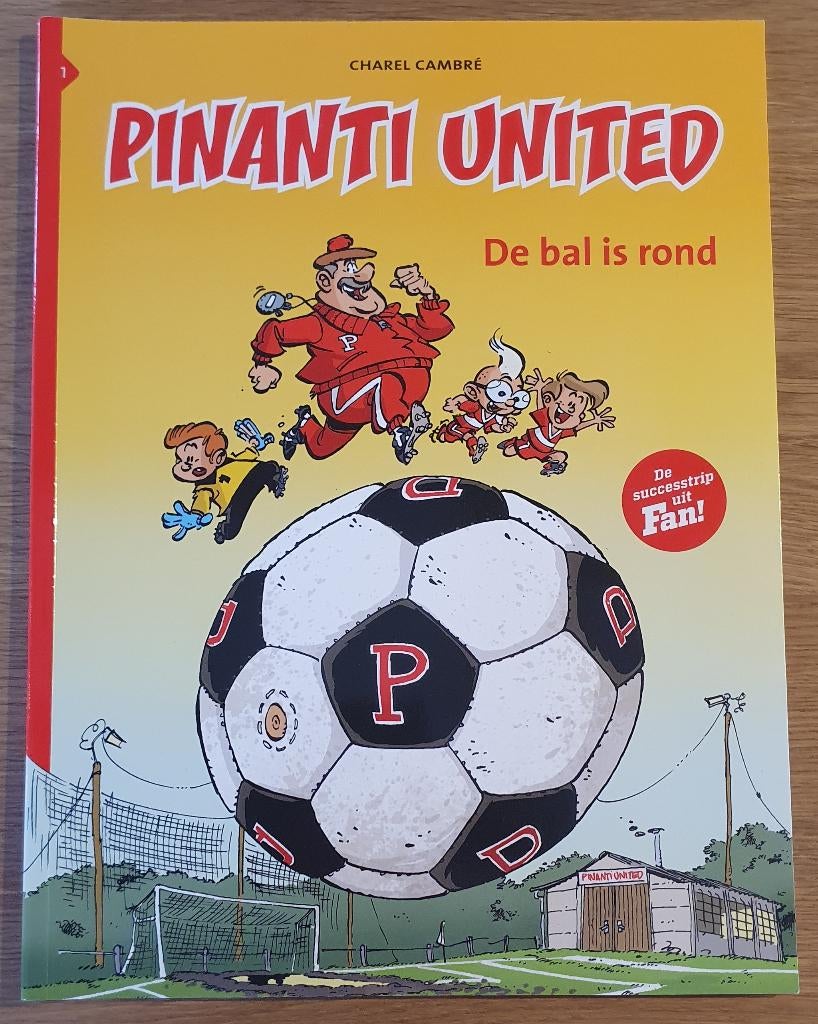 1
CHAREL CAMBRÉ
PINANTI UNITED
De bal is rond
P
De
successtrip
uit
Fan!
P
P
P
P
P
P
PINANTI UNITED